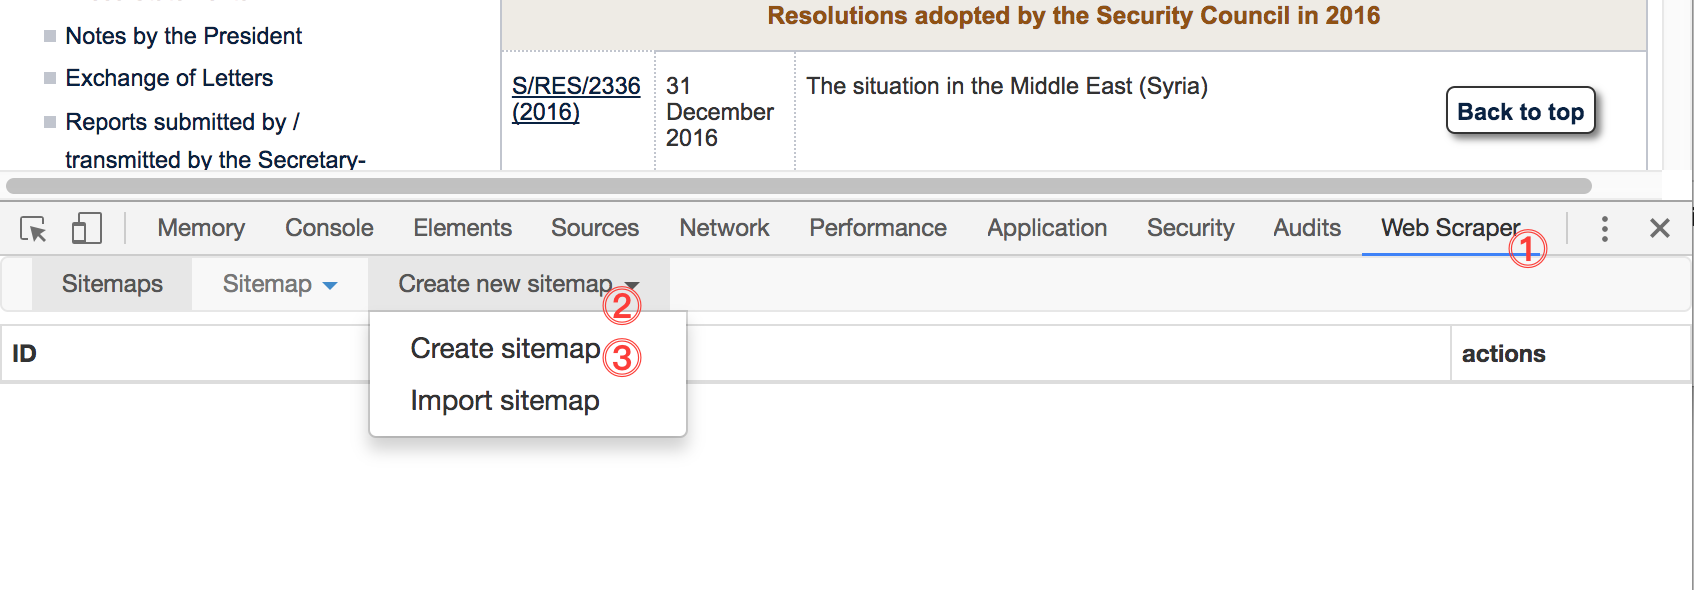 Resolutions adopted by the Security Council in 2016
Notes by the President
Exchange of Letters
Reports submitted by /
transmitted by the Secretary-
S/RES/2336
(2016)
31
December
2016
The situation in the Middle East (Syria)
Back to top
Memory Console Elements Sources Network Performance Application Security Audits Web Scraper ①
Sitemaps Sitemap Create new sitemap ②
Create sitemap ③
Import sitemap
ID actions